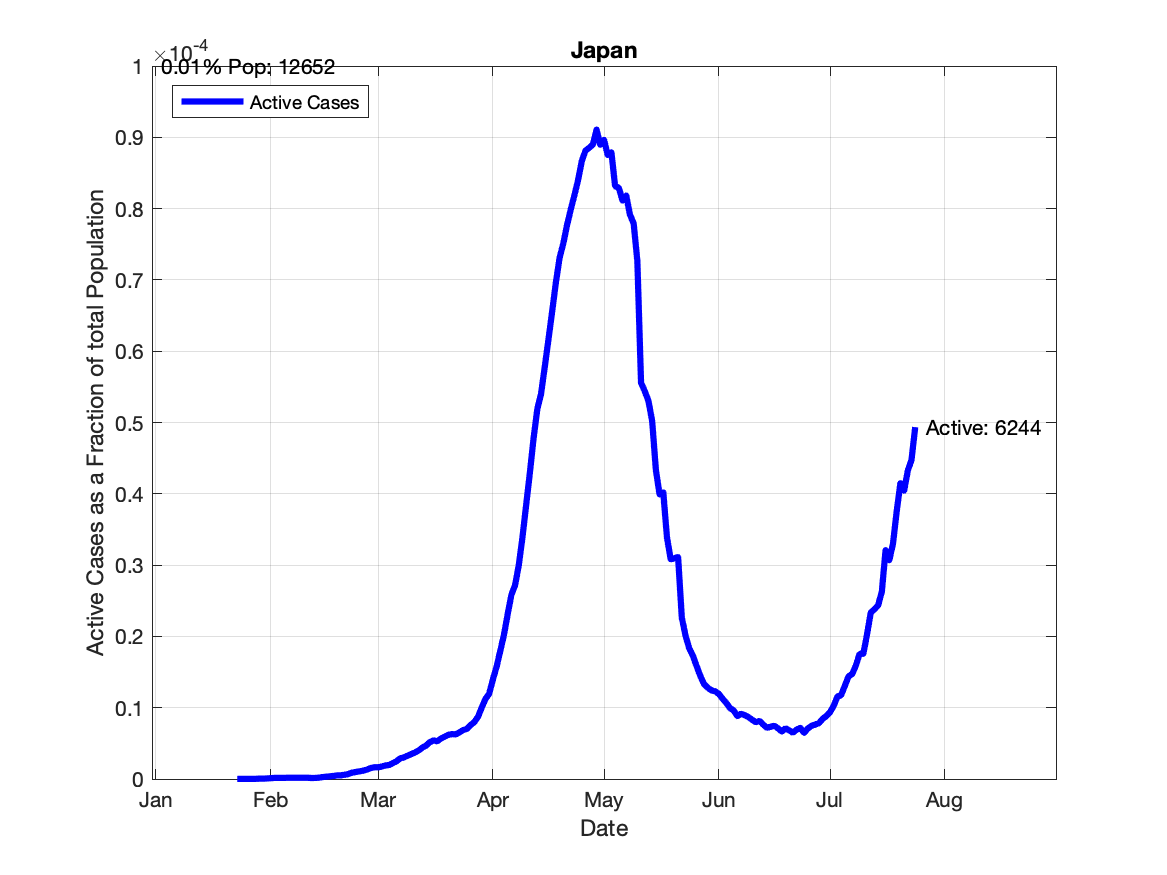 Japan
×10-4
0.01% Pop: 12652
Active Cases
Active Cases as a Fraction of total Population
1
0.9
0.8
0.7
0.6
0.5
0.4
0.3
0.2
0.1
0
Active: 6244
Jan Feb Mar Apr May Jun Jul Aug
Date